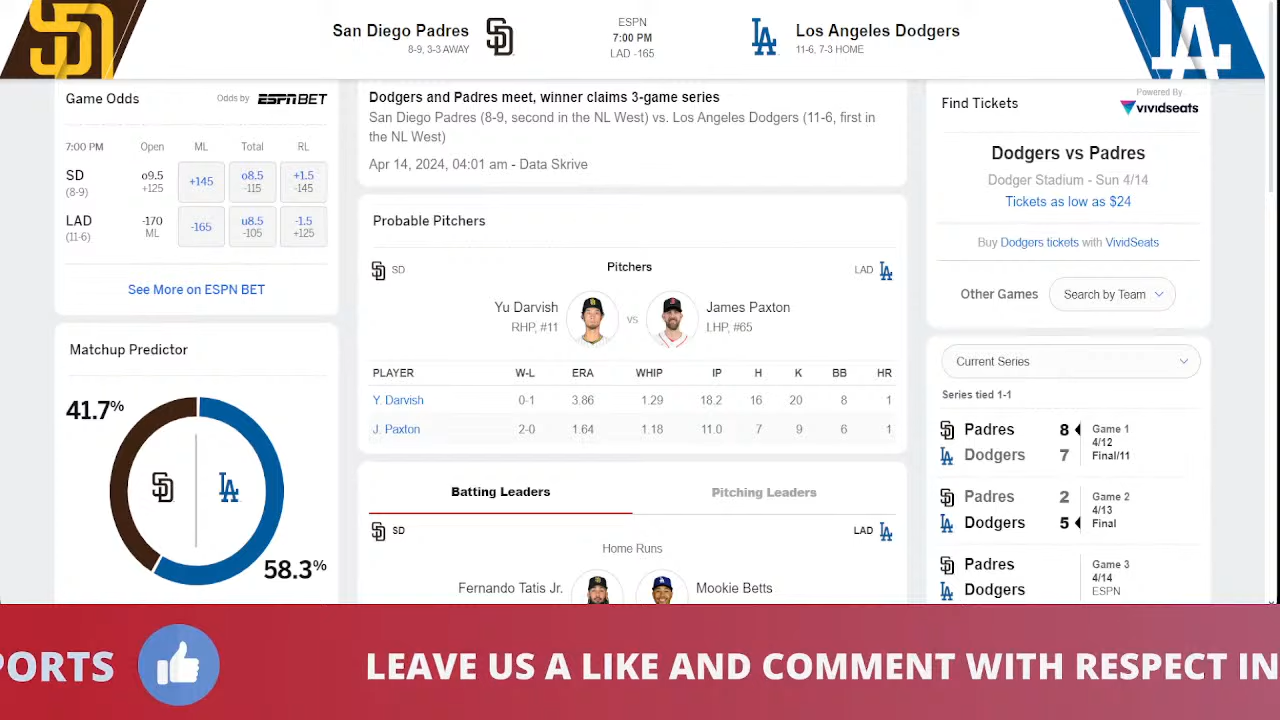 San Diego Padres
8-9, 3-3 AWAY
ESPN
7:00 PM
LAD -165
Los Angeles Dodgers
11-6, 7-3 HOME
Game Odds
Odds by ESPN BET
7:00 PM Open ML Total RL
SD o9.5 +145 o8.5 +1.5
(8-9) +125 -115 -145
LAD -170 -165 u8.5 -1.5
(11-6) ML -105 +125
See More on ESPN BET
Matchup Predictor
41.7%
58.3%
Dodgers and Padres meet, winner claims 3-game series
San Diego Padres (8-9, second in the NL West) vs. Los Angeles Dodgers (11-6, first in
the NL West)
Apr 14, 2024, 04:01 am - Data Skrive
Probable Pitchers
SD Pitchers LAD
Yu Darvish
RHP, #11
VS
James Paxton
LHP, #65
PLAYER W-L ERA WHIP IP H K BB HR
Y. Darvish 0-1 3.86 1.29 18.2 16 20 8 1
J. Paxton 2-0 1.64 1.18 11.0 7 9 6 1
Batting Leaders Pitching Leaders
SD LAD
Home Runs
Fernando Tatis Jr. Mookie Betts
Find Tickets
Powered By
vividseats
Dodgers vs Padres
Dodger Stadium - Sun 4/14
Tickets as low as $24
Buy Dodgers tickets with VividSeats
Other Games Search by Team
Current Series
Series tied 1-1
Padres 8 Game 1
4/12
Dodgers 7 Final/11
Padres 2 Game 2
4/13
Dodgers 5 Final
Padres Game 3
4/14
Dodgers ESPN
PORTS LEAVE US A LIKE AND COMMENT WITH RESPECT IN